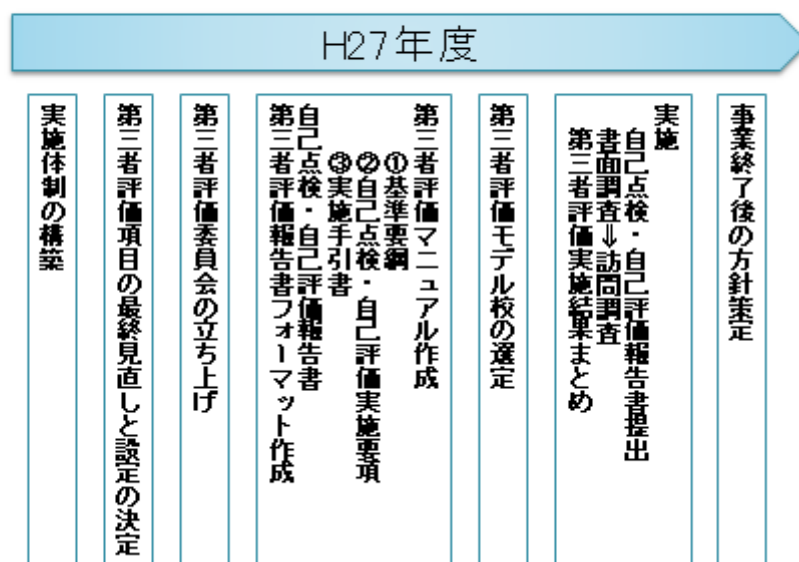 H27年度
実施体制の構築
第三者評価項目の最終見直しと設定の決定
第三者評価委員会の立ち上げ
第三者評価マニュアル作成
①基準要綱
②自己点検・自己評価実施要項
③実施手引書
自己点検・自己評価報告書
第三者評価報告書フォーマット作成
第三者評価モデル校の選定
実施
自己点検・自己評価報告書提出
書面調査⇒訪問調査
第三者評価実施結果まとめ
事業終了後の方針策定